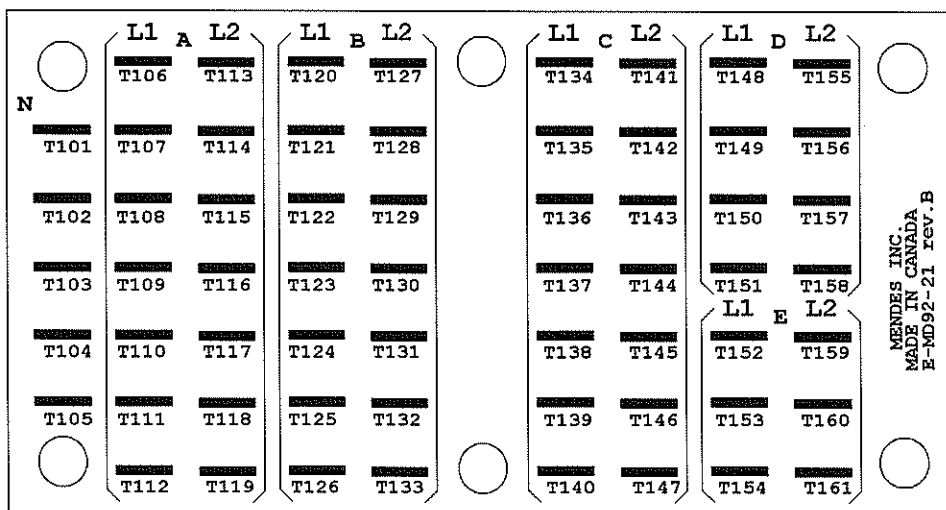 L1 A L2 L1 B L2 L1 C L2 L1 D L2
T106 T113 T120 T127 T134 T141 T148 T155
N
T101 T107 T114 T121 T128 T135 T142 T149 T156
T102 T108 T115 T122 T129 T136 T143 T150 T157
T103 T109 T116 T123 T130 T137 T144 T151 T158
L1 E L2
T104 T110 T117 T124 T131 T138 T145 T152 T159
T105 T111 T118 T125 T132 T139 T146 T153 T160
T112 T119 T126 T133 T140 T147 T154 T161
MENDES INC.
MADE IN CANADA
E-MD92-21 rev.B